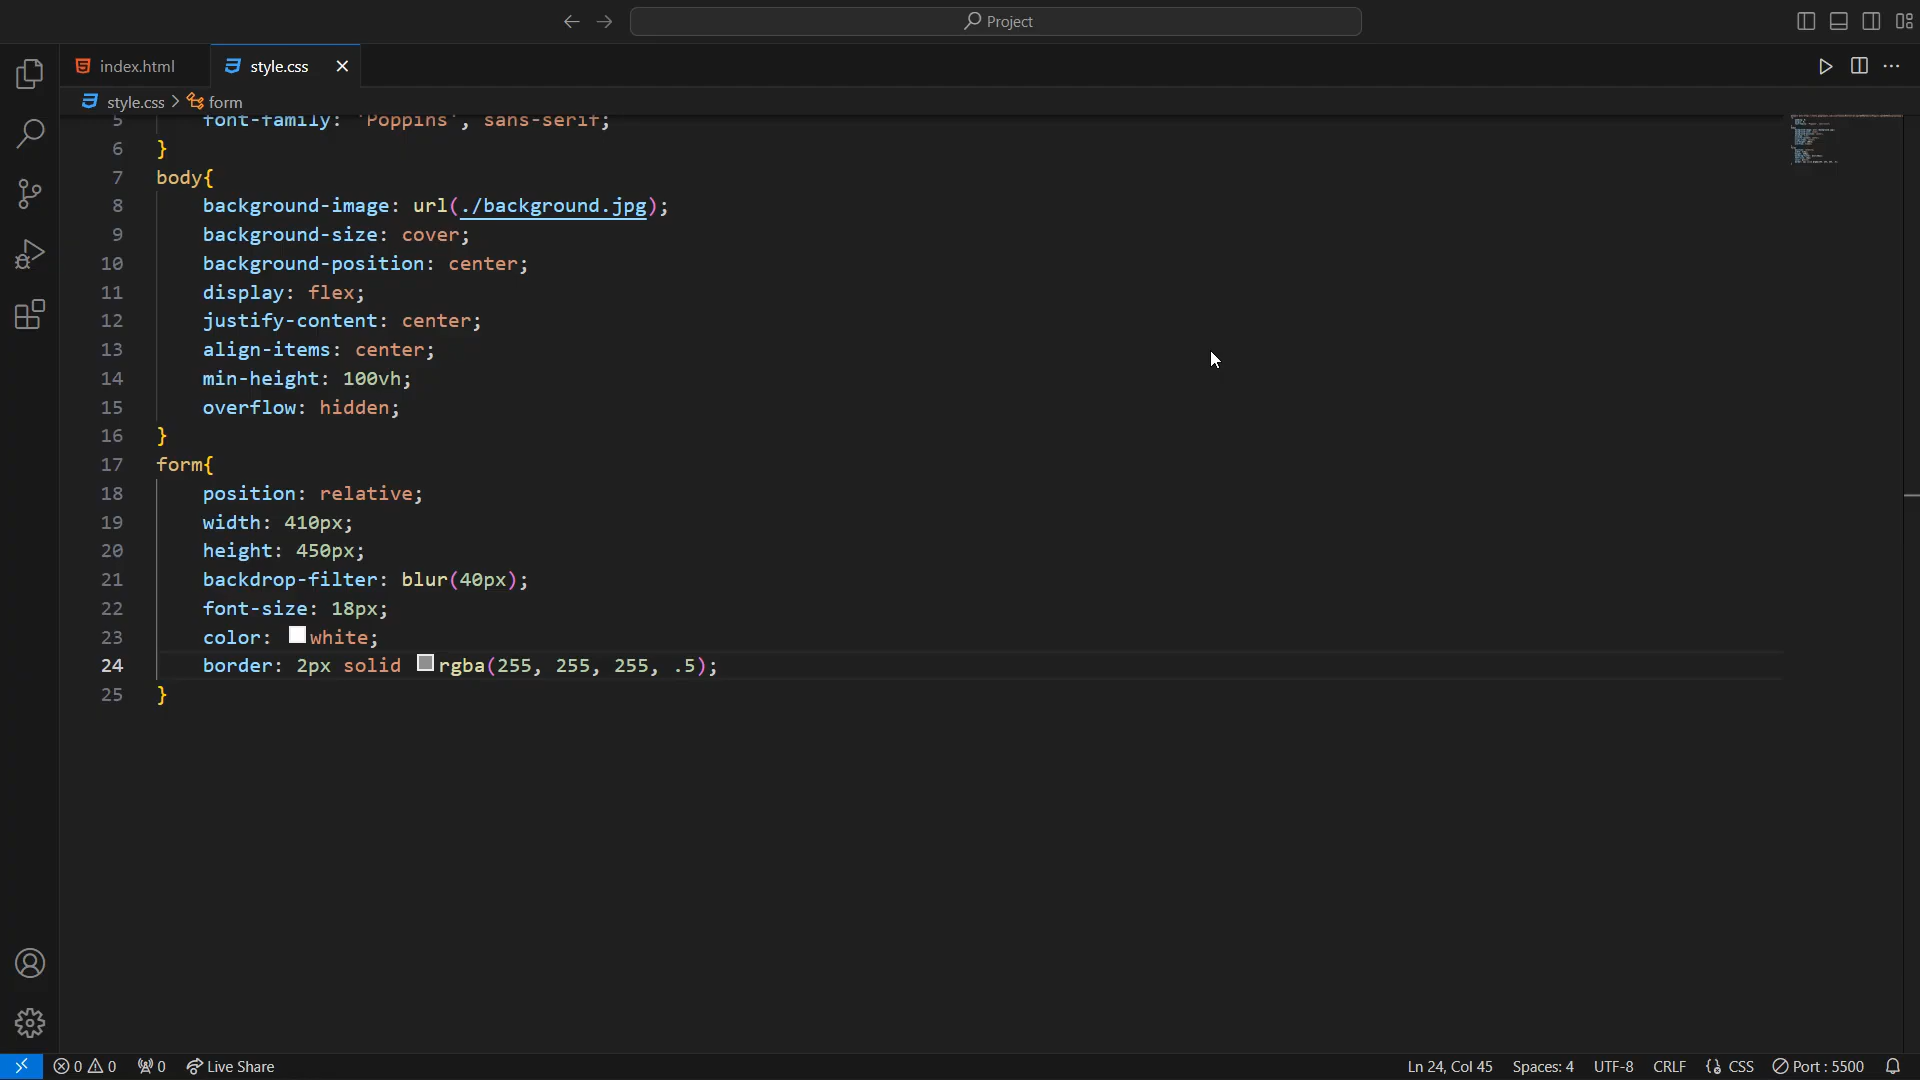 Project
index.html
style.css
style.css > form
5 font-family: 'Poppins', sans-serif;
6 }
7 body{
8 background-image: url(./background.jpg);
9 background-size: cover;
10 background-position: center;
11 display: flex;
12 justify-content: center;
13 align-items: center;
14 min-height: 100vh;
15 overflow: hidden;
16 }
17 form{
18 position: relative;
19 width: 410px;
20 height: 450px;
21 backdrop-filter: blur(40px);
22 font-size: 18px;
23 color: white;
24 border: 2px solid rgba(255, 255, 255, .5);
25 }
0 0 0 Live Share Ln 24, Col 45 Spaces: 4 UTF-8 CRLF {} CSS Port : 5500